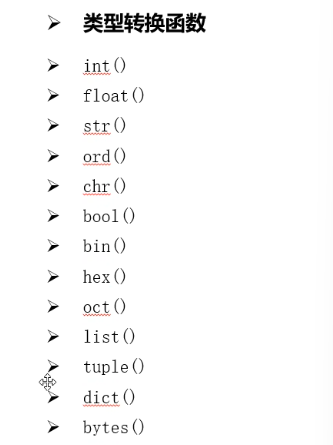 类型转换函数
int()
float()
str()
ord()
chr()
bool()
bin()
hex()
oct()
list()
tuple()
dict()
bytes()